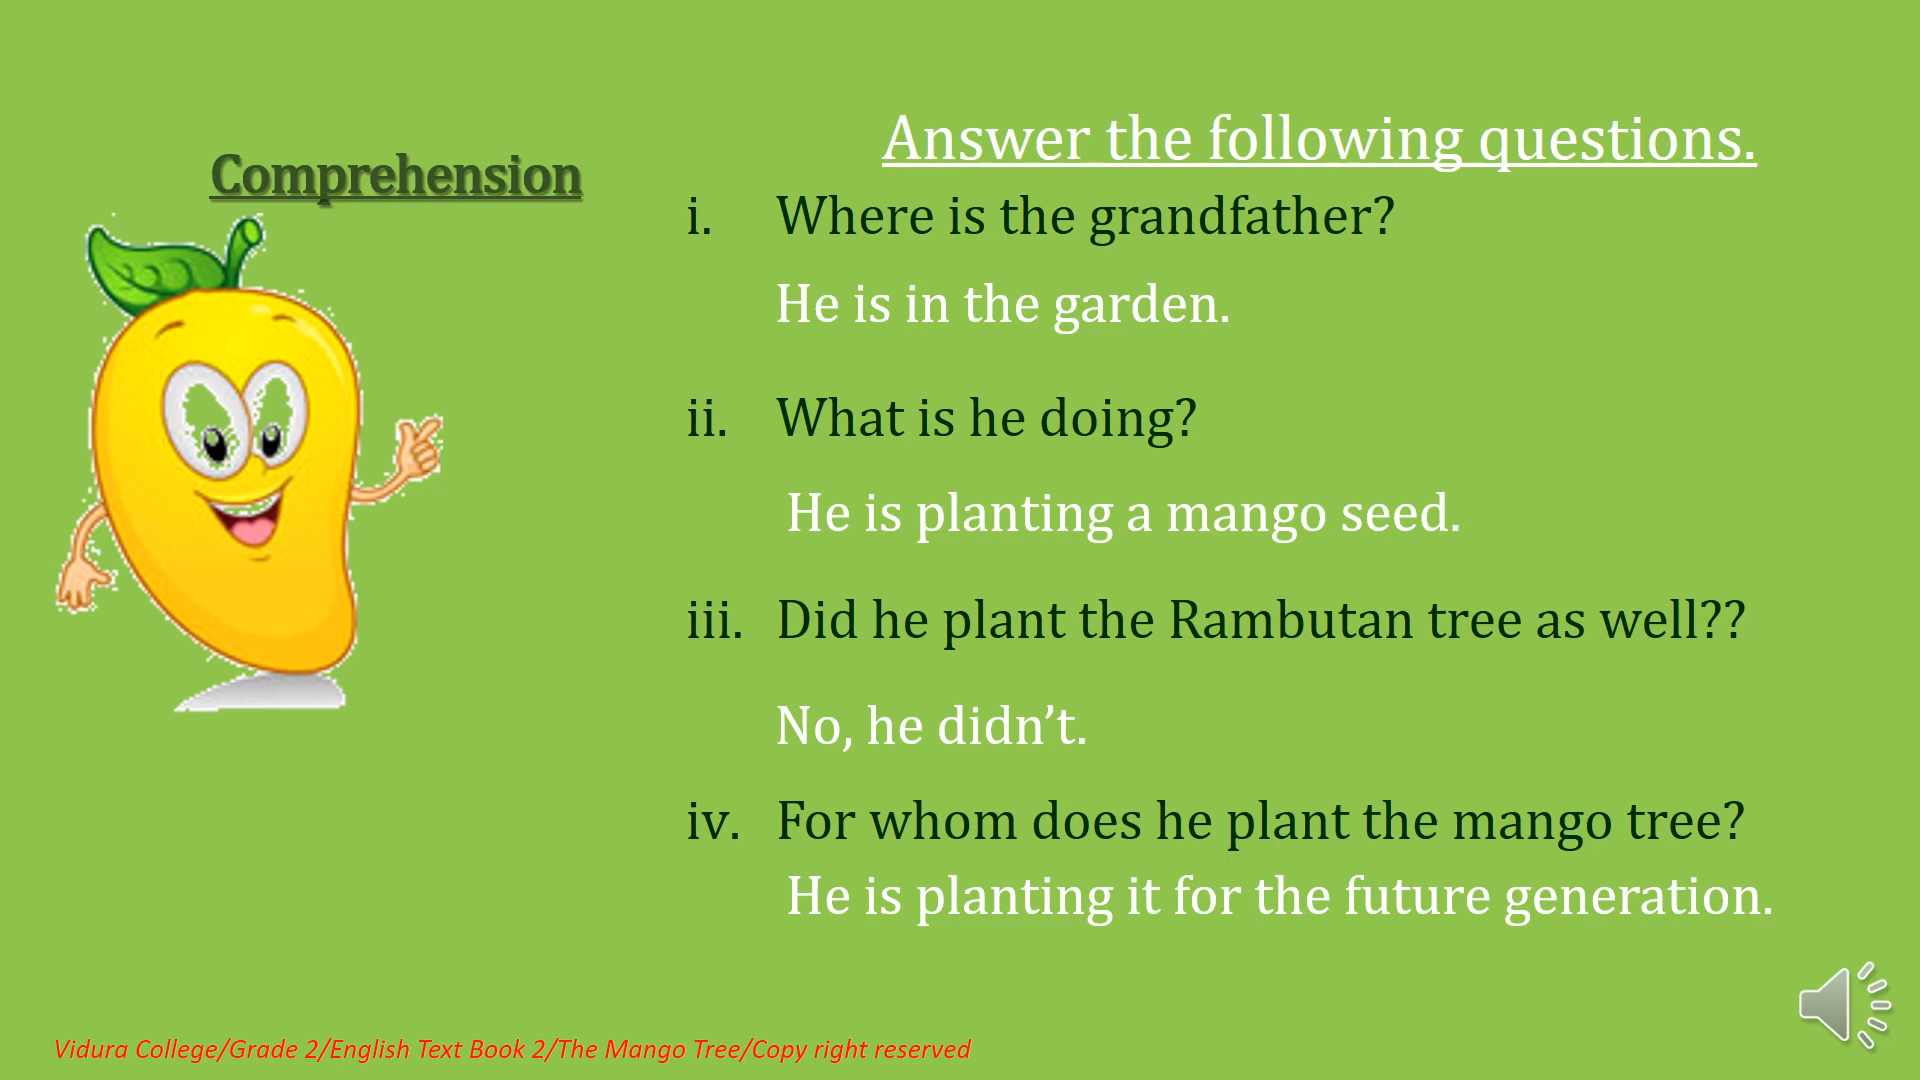 Comprehension
Answer the following questions.
i. Where is the grandfather?
He is in the garden.
ii. What is he doing?
He is planting a mango seed.
iii. Did he plant the Rambutan tree as well??
No, he didn’t.
iv. For whom does he plant the mango tree?
He is planting it for the future generation.
Vidura College/Grade 2/English Text Book 2/The Mango Tree/Copy right reserved